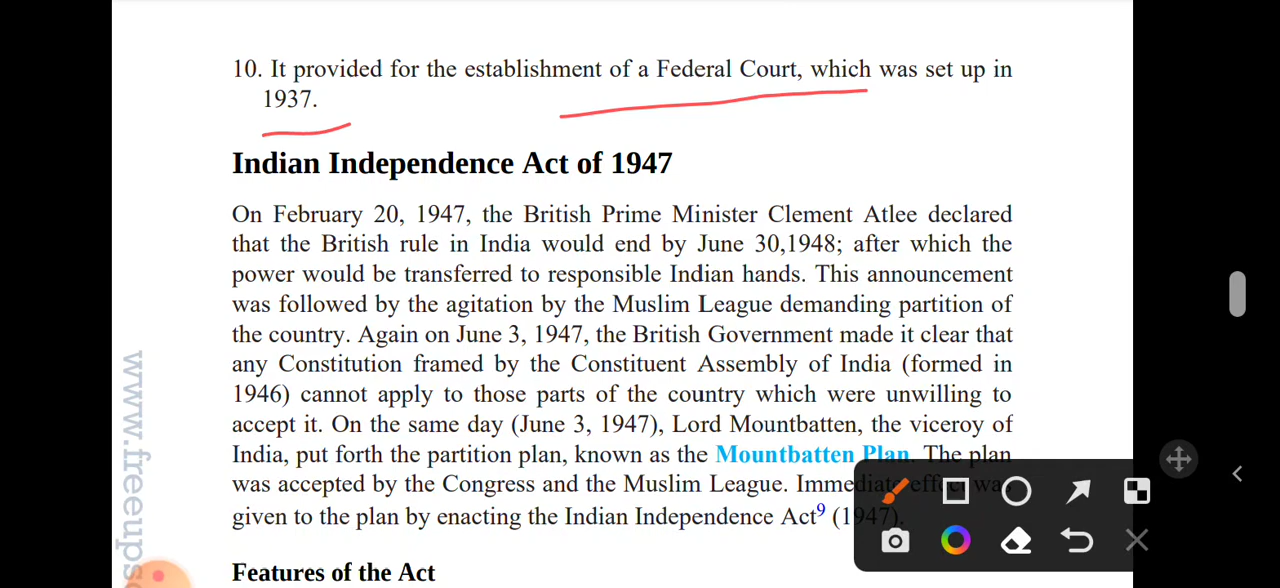 10. It provided for the establishment of a Federal Court, which was set up in
1937.
Indian Independence Act of 1947
On February 20, 1947, the British Prime Minister Clement Atlee declared
that the British rule in India would end by June 30,1948; after which the
power would be transferred to responsible Indian hands. This announcement
was followed by the agitation by the Muslim League demanding partition of
the country. Again on June 3, 1947, the British Government made it clear that
any Constitution framed by the Constituent Assembly of India (formed in
1946) cannot apply to those parts of the country which were unwilling to
accept it. On the same day (June 3, 1947), Lord Mountbatten, the viceroy of
India, put forth the partition plan, known as the Mountbatten Plan. The plan
was accepted by the Congress and the Muslim League. Immediate effect was
given to the plan by enacting the Indian Independence Act9 (1947).
Features of the Act
www.freeups